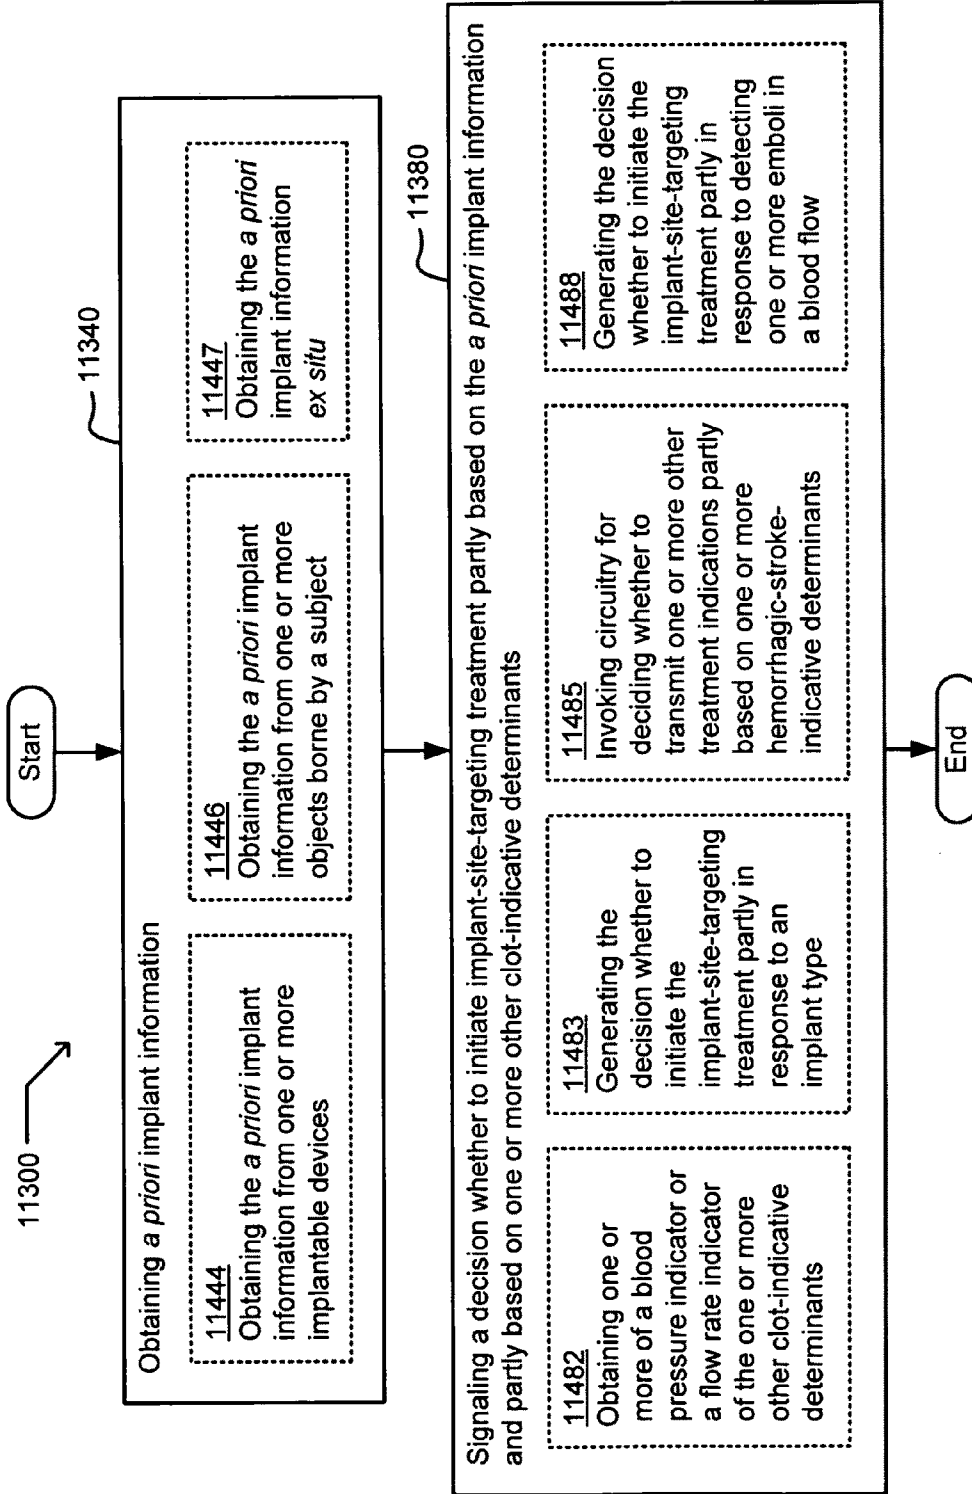 11300
Start
11340
Obtaining a priori implant information
11444
Obtaining the a priori implant
information from one or more
implantable devices
11446
Obtaining the a priori implant
information from one or more
objects borne by a subject
11447
Obtaining the a priori
implant information
ex situ
11380
Signaling a decision whether to initiate implant-site-targeting treatment partly based on the a priori implant information
and partly based on one or more other clot-indicative determinants
11482
Obtaining one or
more of a blood
pressure indicator or
a flow rate indicator
of the one or more
other clot-indicative
determinants
11483
Generating the
decision whether to
initiate the
implant-site-targeting
treatment partly in
response to an
implant type
11485
Invoking circuitry for
deciding whether to
transmit one or more other
treatment indications partly
based on one or more
hemorrhagic-stroke-
indicative determinants
11488
Generating the decision
whether to initiate the
implant-site-targeting
treatment partly in
response to detecting
one or more emboli in
a blood flow
End